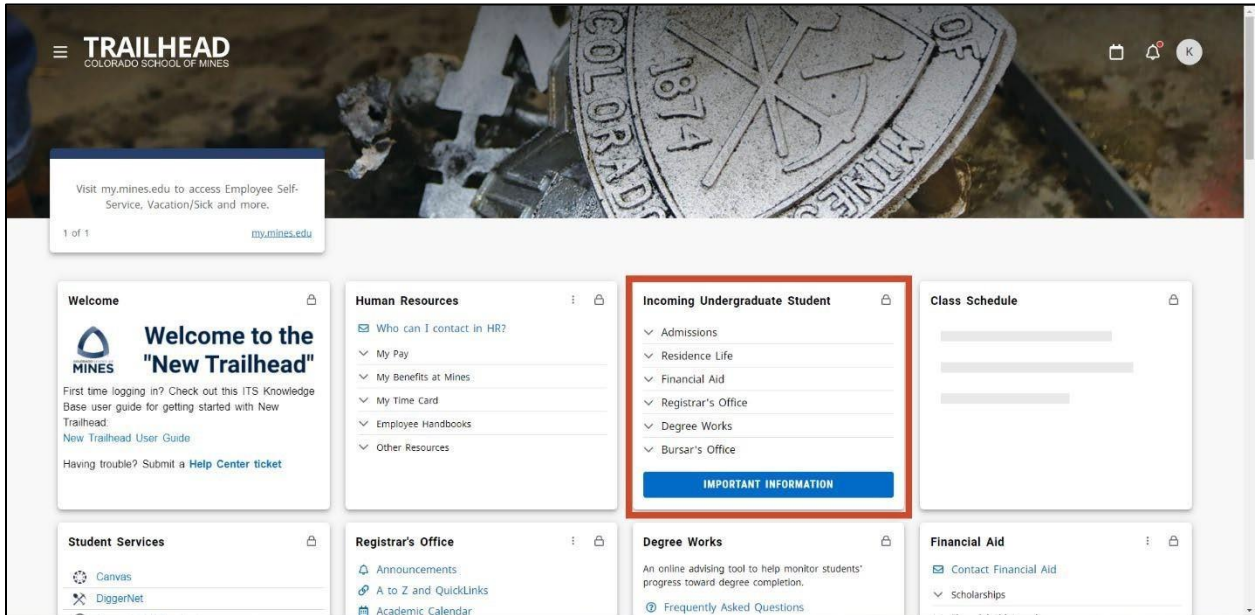 TRAILHEAD
COLORADO SCHOOL OF MINES
K
OF
COLORADO
1874
MINES
Visit my.mines.edu to access Employee Self-
Service, Vacation/Sick and more.
1 of 1
my.mines.edu
Welcome
MINES
Welcome to the
"New Trailhead"
First time logging in? Check out this ITS Knowledge
Base user guide for getting started with New
Trailhead:
New Trailhead User Guide
Having trouble? Submit a Help Center ticket
Human Resources
Who can I contact in HR?
My Pay
My Benefits at Mines
My Time Card
Employee Handbooks
Other Resources
Incoming Undergraduate Student
Admissions
Residence Life
Financial Aid
Registrar's Office
Degree Works
Bursar's Office
IMPORTANT INFORMATION
Class Schedule
Student Services
Canvas
DiggerNet
Registrar's Office
Announcements
A to Z and QuickLinks
Academic Calendar
Degree Works
An online advising tool to help monitor students'
progress toward degree completion.
Frequently Asked Questions
Financial Aid
Contact Financial Aid
Scholarships